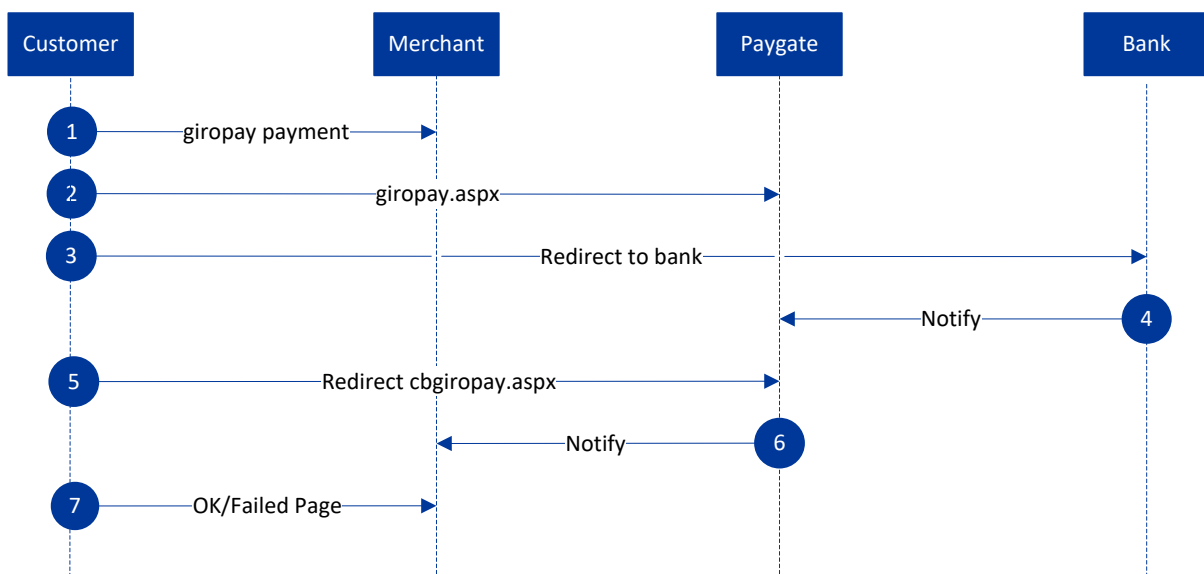 Customer
Merchant
Paygate
Bank
1
giropay payment
2
giropay.aspx
3
Redirect to bank
Notify
4
5
Redirect cbgiropay.aspx
Notify
6
7
OK/Failed Page